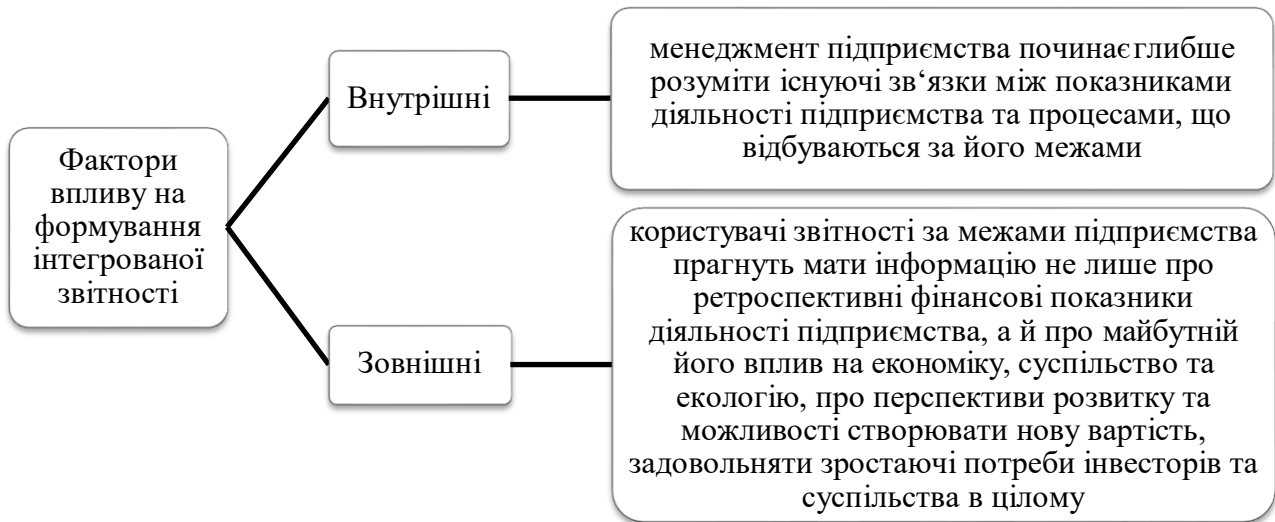 Фактори
впливу на
формування
інтегрованої
звітності
Внутрішні
менеджмент підприємства починає глибше
розуміти існуючі зв‘язки між показниками
діяльності підприємства та процесами, що
відбуваються за його межами
Зовнішні
користувачі звітності за межами підприємства
прагнуть мати інформацію не лише про
ретроспективні фінансові показники
діяльності підприємства, а й про майбутній
його вплив на економіку, суспільство та
екологію, про перспективи розвитку та
можливості створювати нову вартість,
задовольняти зростаючі потреби інвесторів та
суспільства в цілому